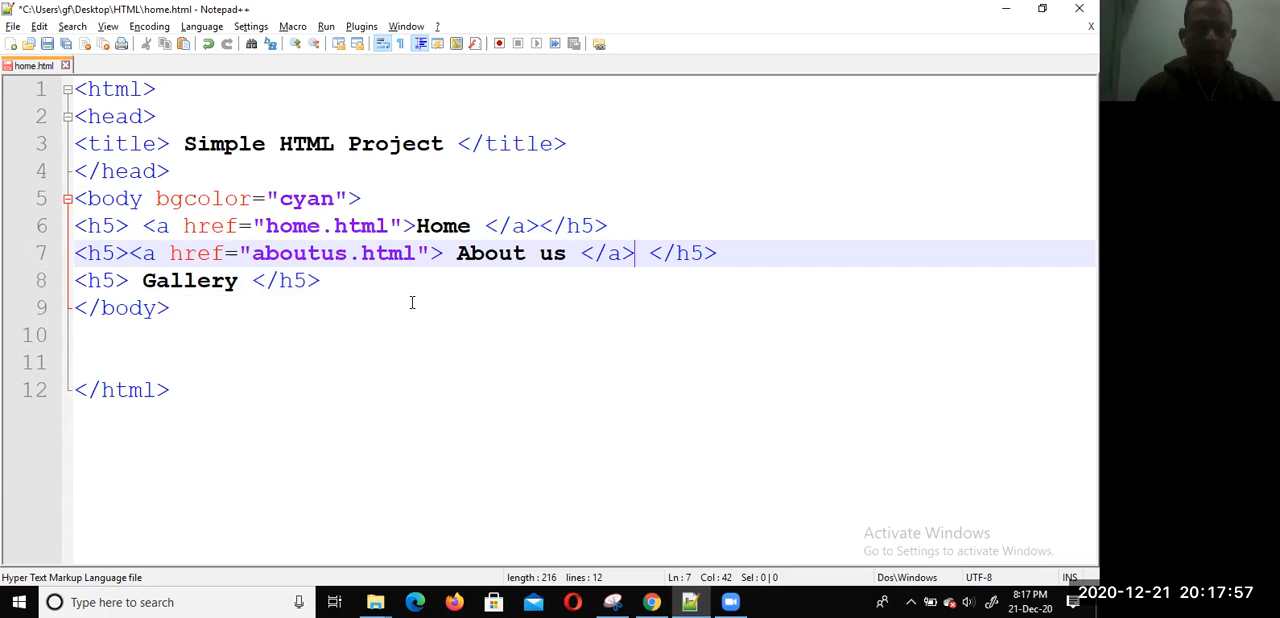 *C:\Users\gf\Desktop\HTML\home.html - Notepad++
File Edit Search View Encoding Language Settings Macro Run Plugins Window ?
X
home.html
1 <html>
2 <head>
3 <title> Simple HTML Project </title>
4 </head>
5 <body bgcolor="cyan">
6 <h5> <a href="home.html">Home </a></h5>
7 <h5><a href="aboutus.html"> About us </a> </h5>
8 <h5> Gallery </h5>
9 </body>
10
11
12 </html>
Activate Windows
Go to Settings to activate Windows.
Hyper Text Markup Language file length : 216 lines : 12 Ln : 7 Col : 42 Sel : 0 | 0 Dos\Windows UTF-8 INS
Type here to search
8:17 PM
21-Dec-20
2020-12-21 20:17:57